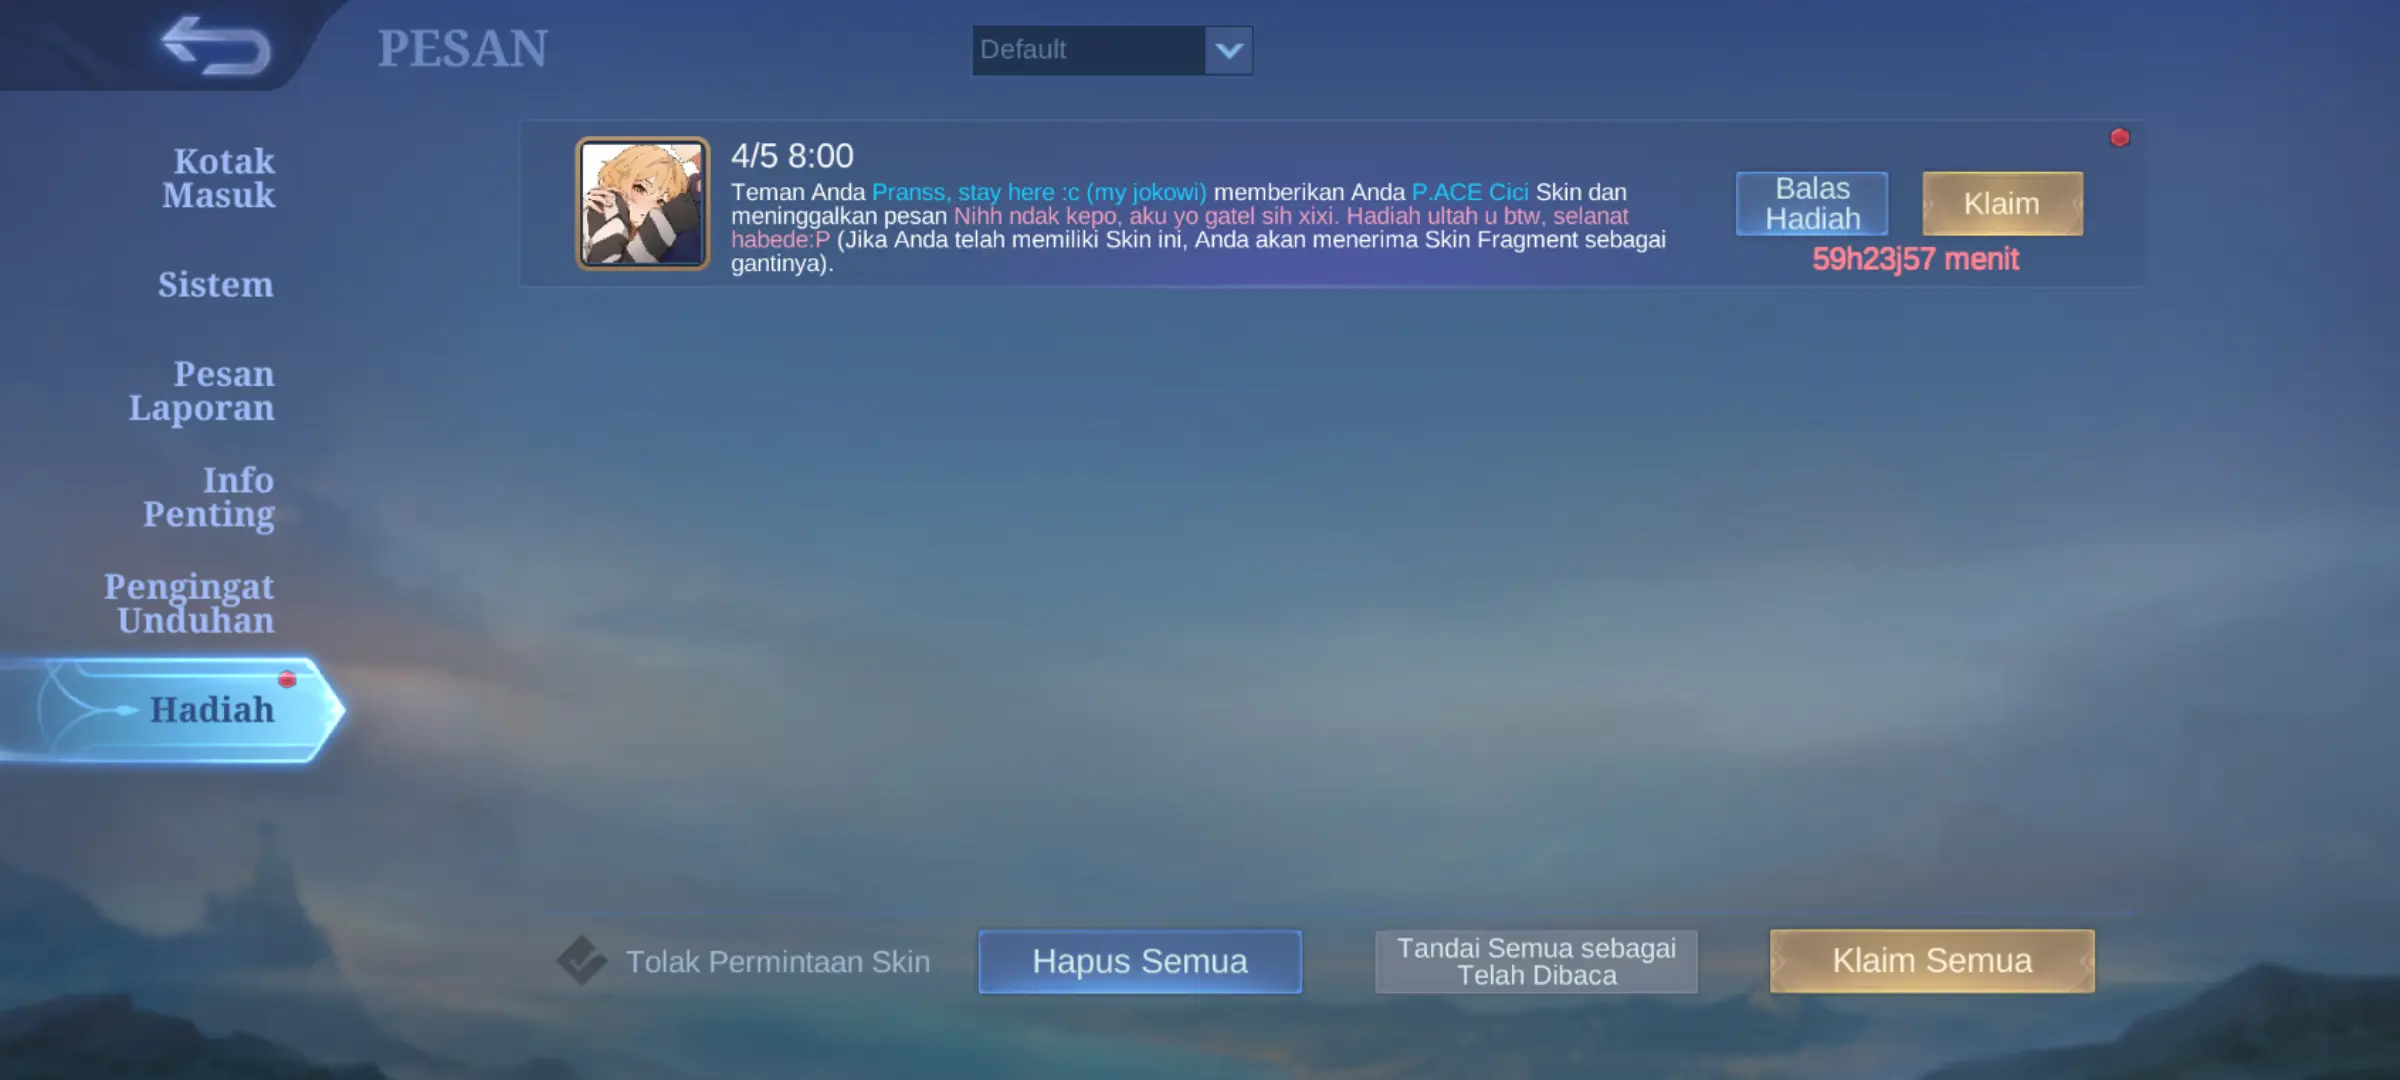 PESAN
Default
Kotak
Masuk
Sistem
Pesan
Laporan
Info
Penting
Pengingat
Unduhan
Hadiah
4/5 8:00
Teman Anda Pranss, stay here :c (my jokowi) memberikan Anda P.ACE Cici Skin dan
meninggalkan pesan Nihh ndak kepo, aku yo gatel sih xixi. Hadiah ultah u btw, selanat
habede:P (Jika Anda telah memiliki Skin ini, Anda akan menerima Skin Fragment sebagai
gantinya).
Balas
Hadiah
Klaim
59h23j57 menit
Tolak Permintaan Skin
Hapus Semua
Tandai Semua sebagai
Telah Dibaca
Klaim Semua